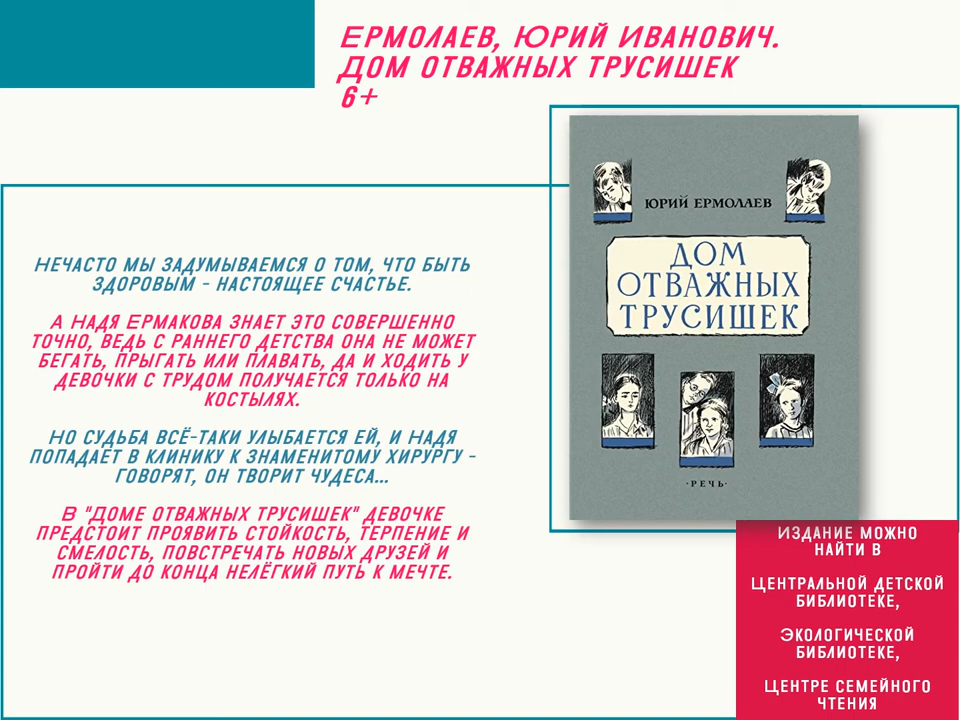 Ермолаев, Юрий Иванович.
Дом отважных трусишек
6+
ЮРИЙ ЕРМОЛАЕВ
ДОМ
ОТВАЖНЫХ
ТРУСИШЕК
·РЕЧЬ·
Нечасто мы задумываемся о том, что быть
здоровым - настоящее счастье.
А Надя Ермакова знает это совершенно
точно, ведь с раннего детства она не может
бегать, прыгать или плавать, да и ходить у
девочки с трудом получается только на
костылях.
Но судьба всё-таки улыбается ей, и Надя
попадает в клинику к знаменитому хирургу -
говорят, он творит чудеса...
В "Доме отважных трусишек" девочке
предстоит проявить стойкость, терпение и
смелость, повстречать новых друзей и
пройти до конца нелёгкий путь к мечте.
Издание можно
найти в
Центральной детской
библиотеке,
Экологической
библиотеке,
Центре семейного
чтения